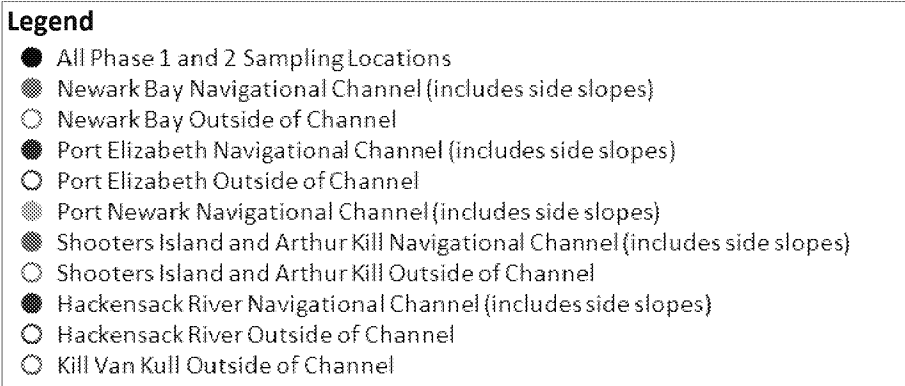 Legend
All Phase 1 and 2 Sampling Locations
Newark Bay Navigational Channel (includes side slopes)
Newark Bay Outside of Channel
Port Elizabeth Navigational Channel (includes side slopes)
Port Elizabeth Outside of Channel
Port Newark Navigational Channel (includes side slopes)
Shooters Island and Arthur Kill Navigational Channel (includes side slopes)
Shooters Island and Arthur Kill Outside of Channel
Hackensack River Navigational Channel (includes side slopes)
Hackensack River Outside of Channel
Kill Van Kull Outside of Channel